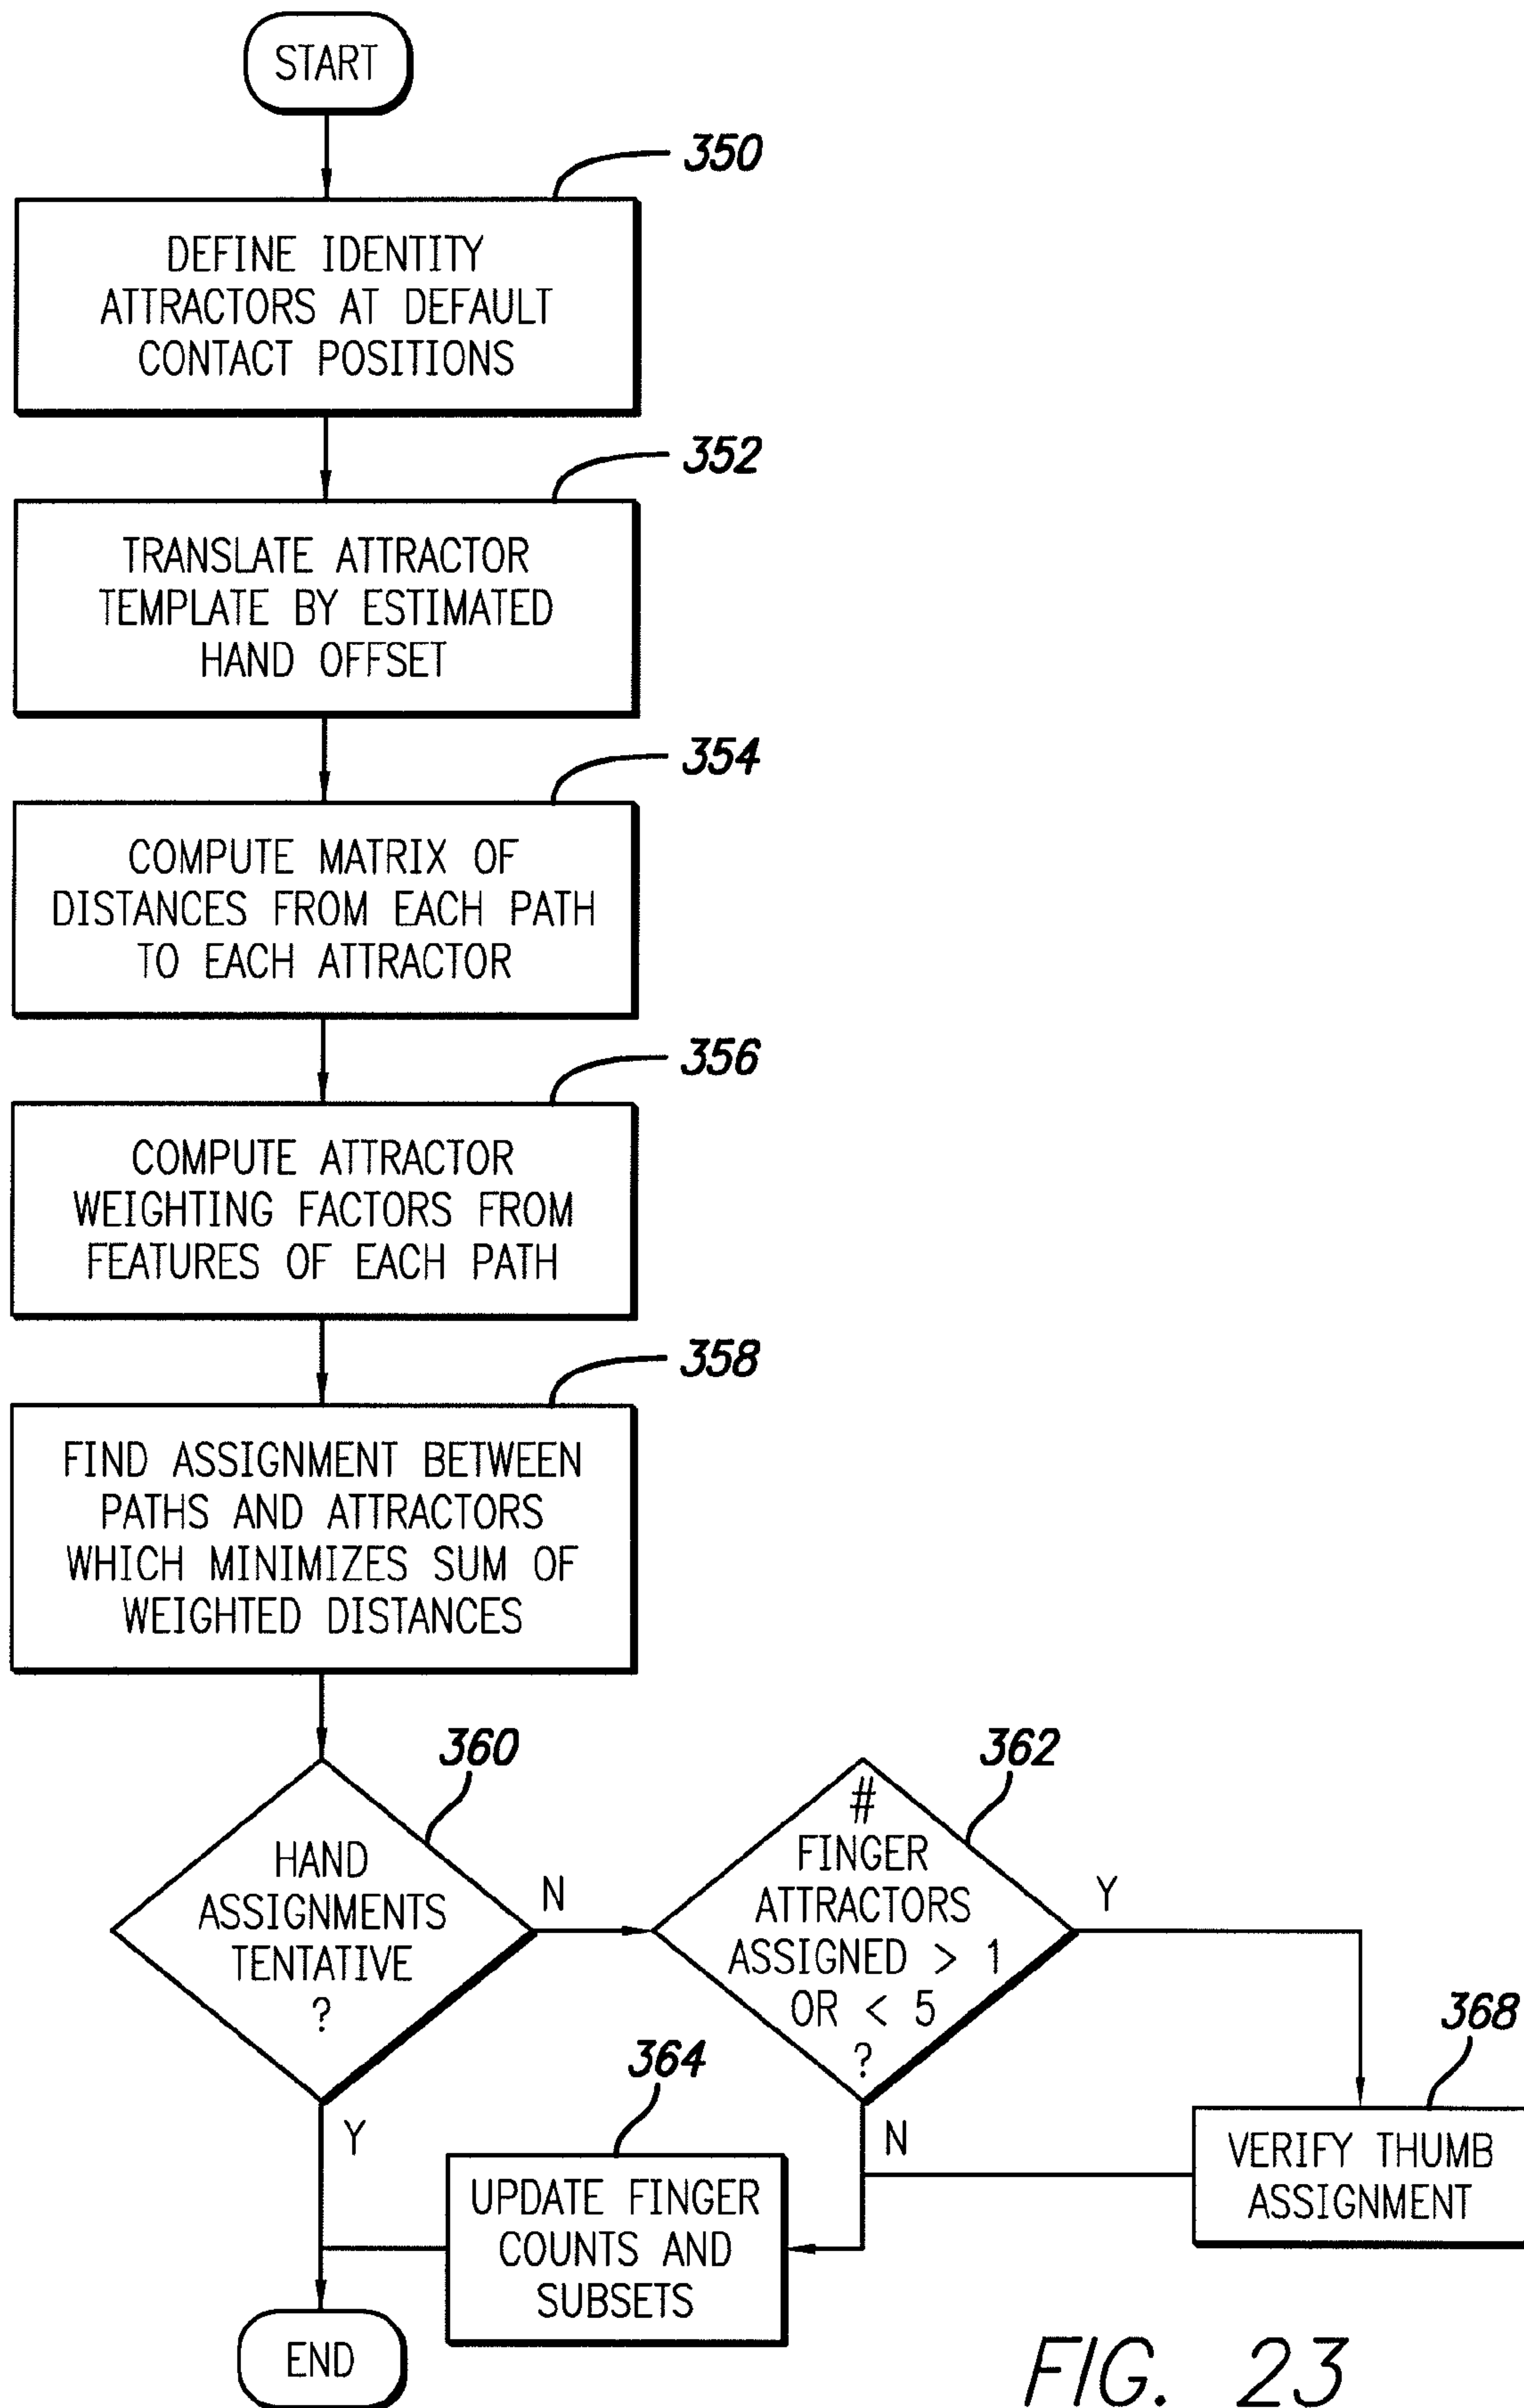 START
350
DEFINE IDENTITY
ATTRACTORS AT DEFAULT
CONTACT POSITIONS
352
TRANSLATE ATTRACTOR
TEMPLATE BY ESTIMATED
HAND OFFSET
354
COMPUTE MATRIX OF
DISTANCES FROM EACH PATH
TO EACH ATTRACTOR
356
COMPUTE ATTRACTOR
WEIGHTING FACTORS FROM
FEATURES OF EACH PATH
358
FIND ASSIGNMENT BETWEEN
PATHS AND ATTRACTORS
WHICH MINIMIZES SUM OF
WEIGHTED DISTANCES
360
HAND
ASSIGNMENTS
TENTATIVE
?
N
Y
362
#
FINGER
ATTRACTORS
ASSIGNED > 1
OR < 5
?
Y
N
368
VERIFY THUMB
ASSIGNMENT
364
UPDATE FINGER
COUNTS AND
SUBSETS
END
FIG. 23